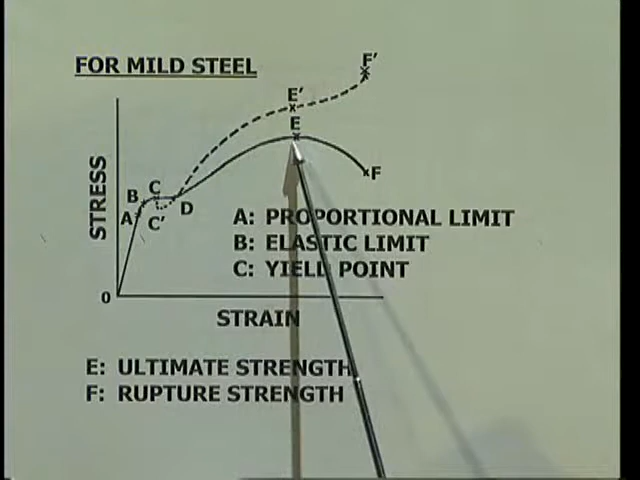 FOR MILD STEEL
F'
E'
E
F
B
C
A
C'
D
STRESS
A: PROPORTIONAL LIMIT
B: ELASTIC LIMIT
C: YIELD POINT
0
STRAIN
E: ULTIMATE STRENGTH
F: RUPTURE STRENGTH